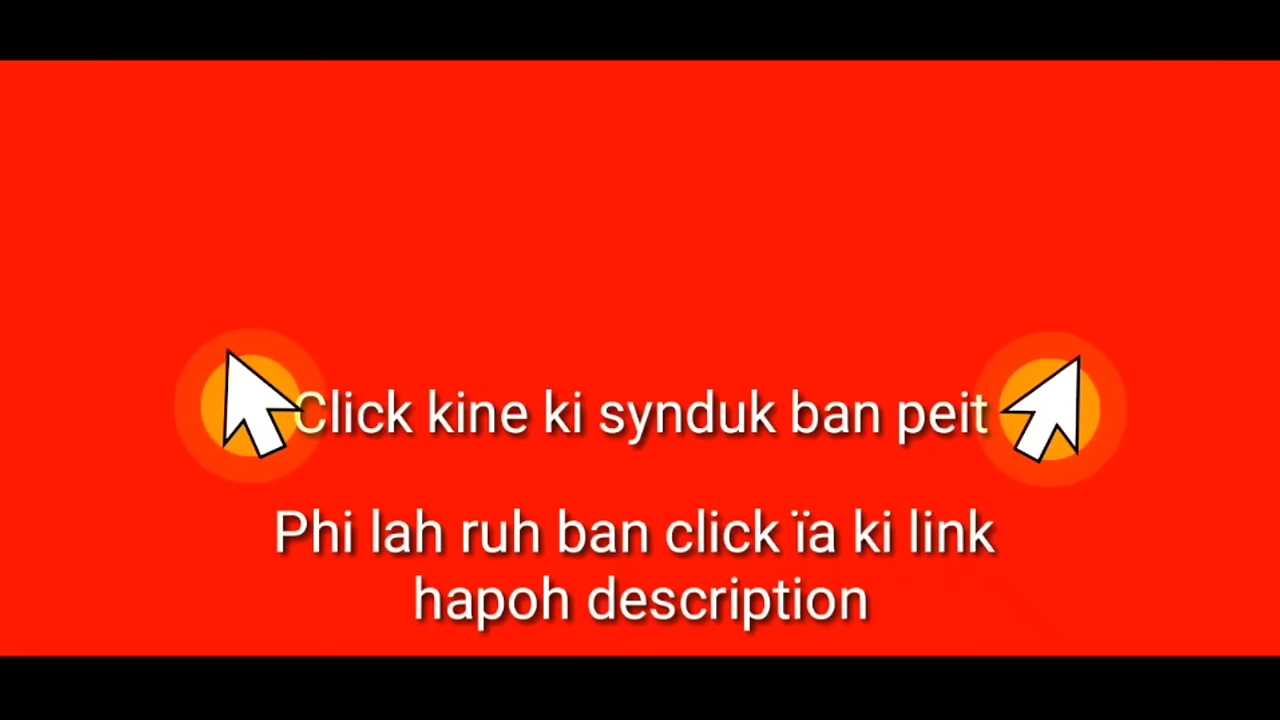 Click kine ki synduk ban peit
Phi lah ruh ban click ïa ki link
hapoh description